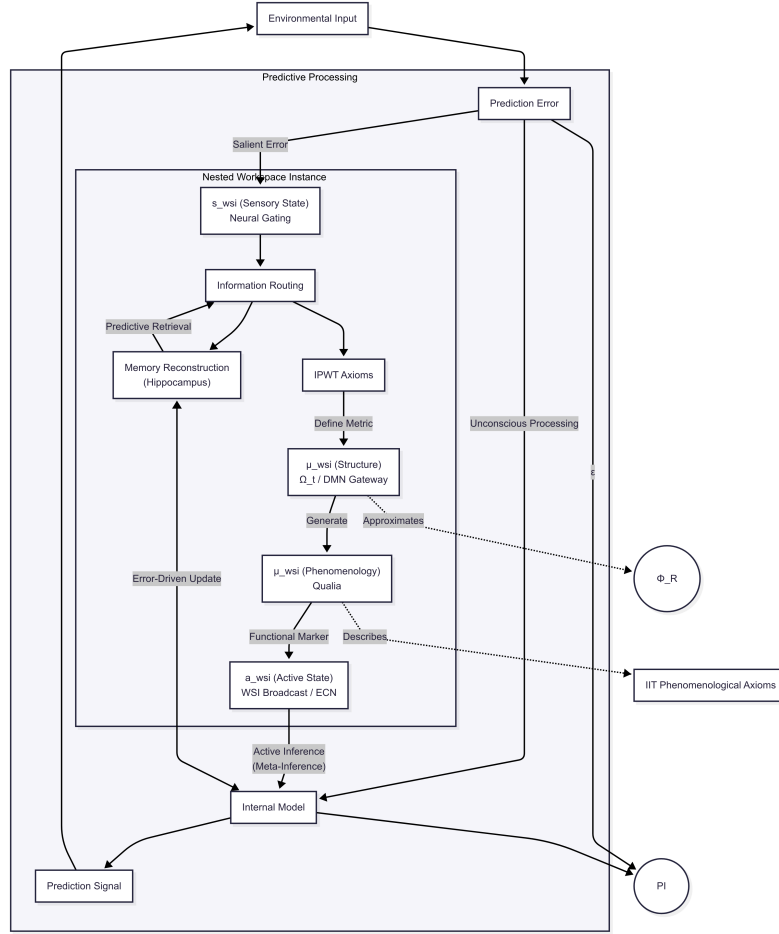 Environmental Input
Predictive Processing
Prediction Error
Salient Error
Nested Workspace Instance
s_wsi (Sensory State)
Neural Gating
Information Routing
Predictive Retrieval
Memory Reconstruction
(Hippocampus)
IPWT Axioms
Define Metric
Unconscious Processing
μ_wsi (Structure)
Ω_t / DMN Gateway
ε
Generate
Approximates
Error-Driven Update
μ_wsi (Phenomenology)
Qualia
Φ_R
Functional Marker
Describes
a_wsi (Active State)
WSI Broadcast / ECN
IIT Phenomenological Axioms
Active Inference
(Meta-Inference)
Internal Model
Prediction Signal
PI